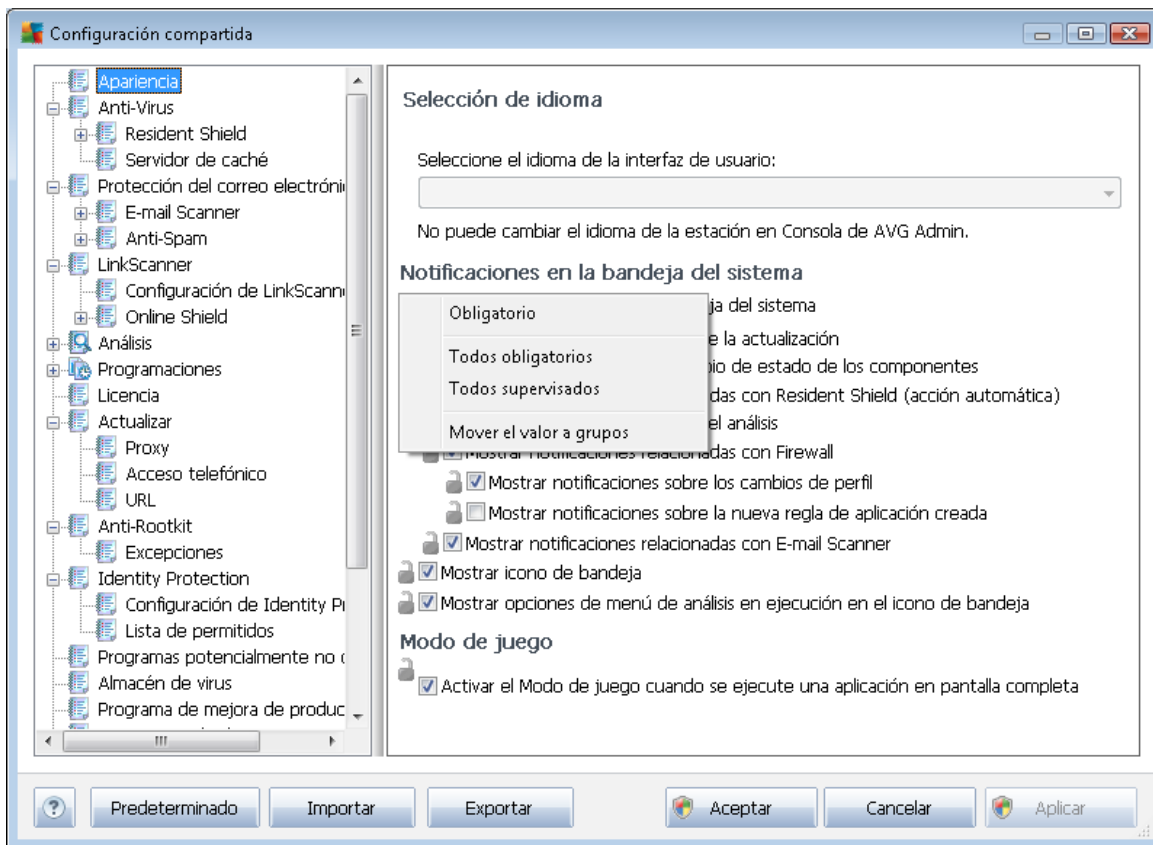 Configuración compartida
Apariencia
Anti-Virus
Resident Shield
Servidor de caché
Protección del correo electróni
E-mail Scanner
Anti-Spam
LinkScanner
Configuración de LinkScann
Online Shield
Análisis
Programaciones
Licencia
Actualizar
Proxy
Acceso telefónico
URL
Anti-Rootkit
Excepciones
Identity Protection
Configuración de Identity P
Lista de permitidos
Programas potencialmente no
Almacén de virus
Programa de mejora de produc
Selección de idioma
Seleccione el idioma de la interfaz de usuario:
No puede cambiar el idioma de la estación en Consola de AVG Admin.
Notificaciones en la bandeja del sistema
Obligatorio
Todos obligatorios
Todos supervisados
Mover el valor a grupos
ja del sistema
e la actualización
io de estado de los componentes
das con Resident Shield (acción automática)
el análisis
Mostrar notificaciones relacionadas con Firewall
Mostrar notificaciones sobre los cambios de perfil
Mostrar notificaciones sobre la nueva regla de aplicación creada
Mostrar notificaciones relacionadas con E-mail Scanner
Mostrar icono de bandeja
Mostrar opciones de menú de análisis en ejecución en el icono de bandeja
Modo de juego
Activar el Modo de juego cuando se ejecute una aplicación en pantalla completa
? Predeterminado Importar Exportar Aceptar Cancelar Aplicar